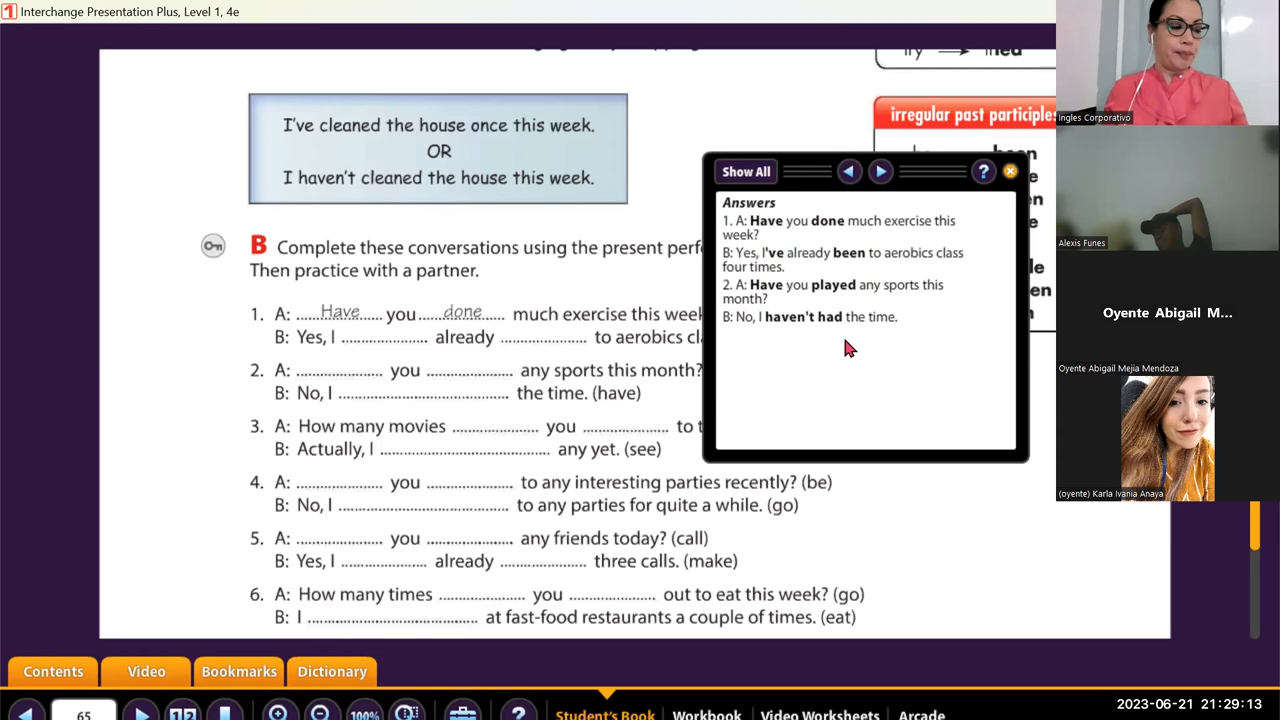 Interchange Presentation Plus, Level 1, 4e
I've cleaned the house once this week.
OR
I haven't cleaned the house this week.
irregular past participles
B Complete these conversations using the present perf
Then practice with a partner.
1. A: Have you done much exercise this week
B: Yes, I ............ already ............ to aerobics cl
2. A: ............ you ............ any sports this month?
B: No, I ........................ the time. (have)
3. A: How many movies ............ you ............ to t
B: Actually, I ........................ any yet. (see)
4. A: ............ you ............ to any interesting parties recently? (be)
B: No, I ........................ to any parties for quite a while. (go)
5. A: ............ you ............ any friends today? (call)
B: Yes, I ............ already ............ three calls. (make)
6. A: How many times ............ you ............ out to eat this week? (go)
B: I ........................ at fast-food restaurants a couple of times. (eat)
Show All
?
Answers
1. A: Have you done much exercise this
week?
B: Yes, I've already been to aerobics class
four times.
2. A: Have you played any sports this
month?
B: No, I haven't had the time.
Ingles Corporativo
Alexis Funes
Oyente Abigail M...
Oyente Abigail Mejia Mendoza
(oyente) Karla Ivania Anaya
Contents Video Bookmarks Dictionary
65
100%
?
Student's Book Workbook Video Worksheets Arcade
2023-06-21 21:29:13